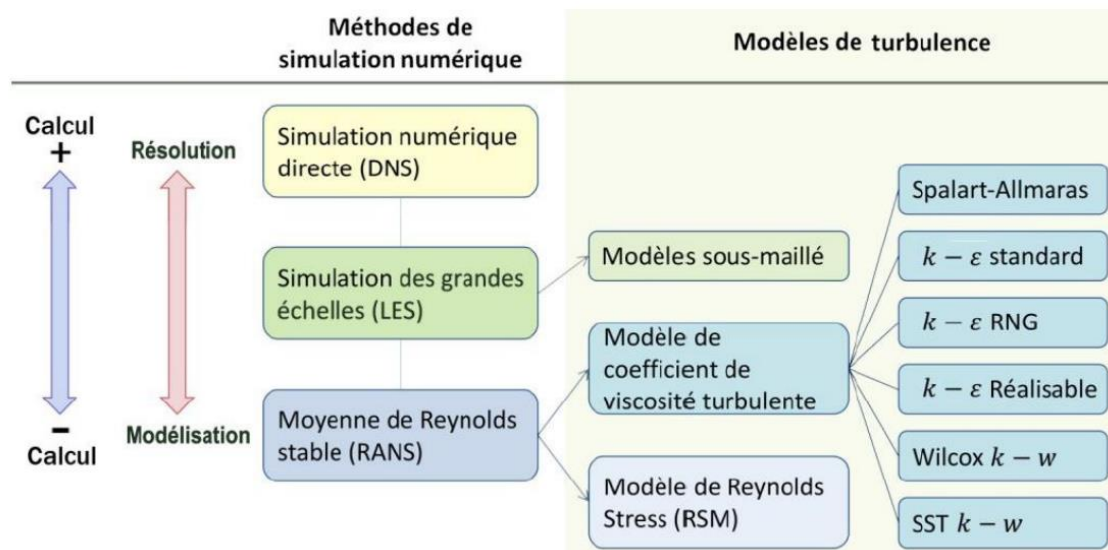 Méthodes de
simulation numérique
Modèles de turbulence
Calcul
+
Résolution
Simulation numérique
directe (DNS)
Spalart-Allmaras
Modèles sous-maillé
k − ε standard
Simulation des grandes
échelles (LES)
k − ε RNG
Modèle de
coefficient de
viscosité turbulente
k − ε Réalisable
−
Calcul
Modélisation
Moyenne de Reynolds
stable (RANS)
Wilcox k − w
Modèle de Reynolds
Stress (RSM)
SST k − w